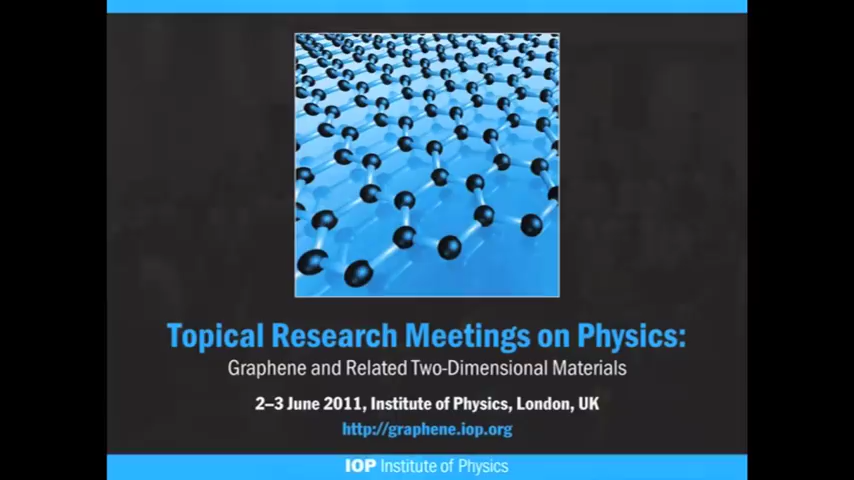 Topical Research Meetings on Physics:
Graphene and Related Two-Dimensional Materials
2–3 June 2011, Institute of Physics, London, UK
http://graphene.iop.org
IOP Institute of Physics